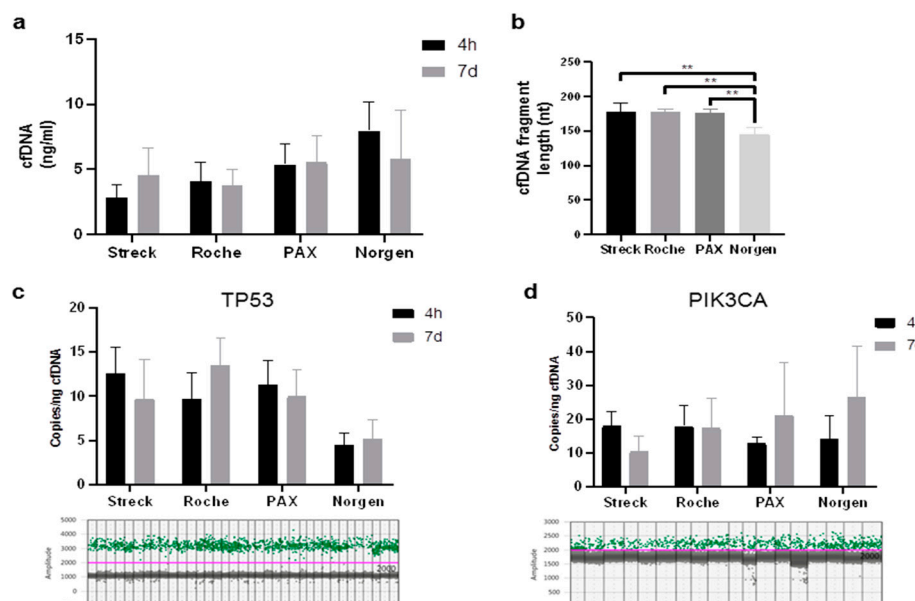 a
15
10
5
0
cfDNA
(ng/ml)
4h
7d
Streck Roche PAX Norgen
b
250
200
150
100
50
0
cfDNA fragment
length (nt)
**
**
**
Streck Roche PAX Norgen
c
TP53
20
15
10
5
0
Copies/ng cfDNA
4h
7d
Streck Roche PAX Norgen
5000
4000
3000
2000
1000
0
Amplitude
2000
d
PIK3CA
50
40
30
20
10
0
Copies/ng cfDNA
4
7
Streck Roche PAX Norgen
3000
2500
2000
1500
1000
500
Amplitude
2000